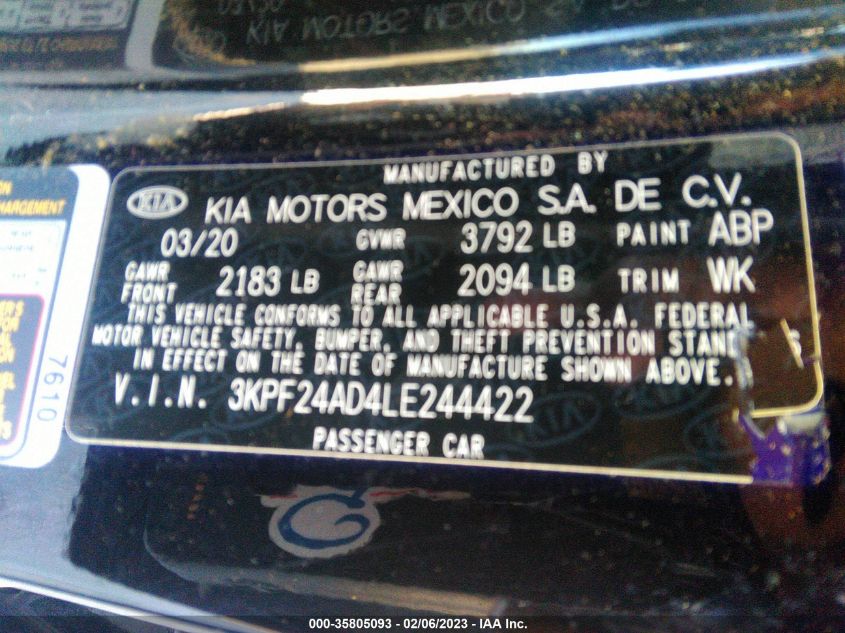 MANUFACTURED BY
KIA KIA MOTORS MEXICO S.A. DE C.V.
03/20 GVWR 3792 LB PAINT ABP
GAWR FRONT 2183 LB GAWR REAR 2094 LB TRIM WK
THIS VEHICLE CONFORMS TO ALL APPLICABLE U.S.A. FEDERAL
MOTOR VEHICLE SAFETY, BUMPER, AND THEFT PREVENTION STAND
IN EFFECT ON THE DATE OF MANUFACTURE SHOWN ABOVE.
V.I.N. 3KPF24AD4LE244422
PASSENGER CAR
7610
000-35805093 - 02/06/2023 - IAA Inc.